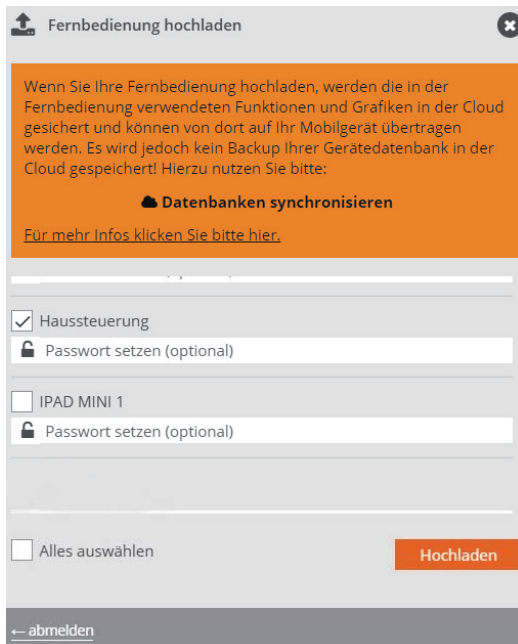 Fernbedienung hochladen
Wenn Sie Ihre Fernbedienung hochladen, werden die in der
Fernbedienung verwendeten Funktionen und Grafiken in der Cloud
gesichert und können von dort auf Ihr Mobilgerät übertragen
werden. Es wird jedoch kein Backup Ihrer Gerätedatenbank in der
Cloud gespeichert! Hierzu nutzen Sie bitte:
Datenbanken synchronisieren
Für mehr Infos klicken Sie bitte hier.
Haussteuerung
Passwort setzen (optional)
IPAD MINI 1
Passwort setzen (optional)
Alles auswählen
Hochladen
← abmelden